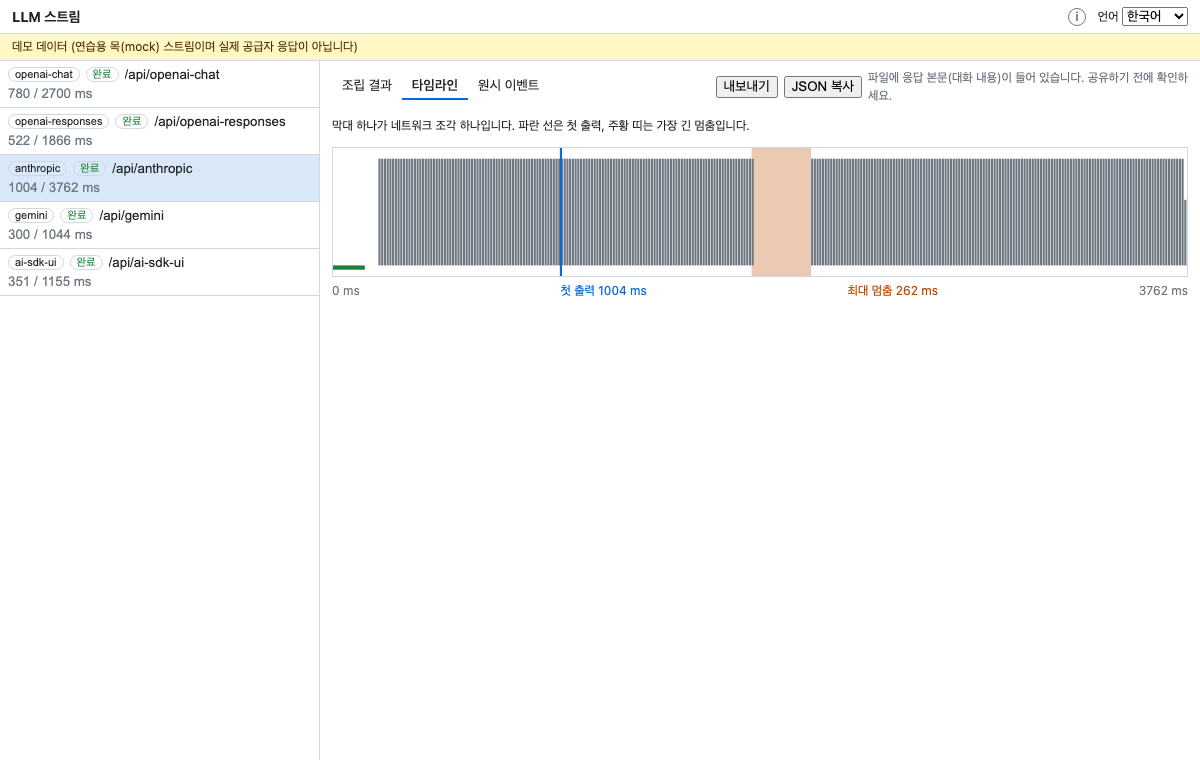 LLM 스트림
i 언어 한국어
데모 데이터 (연습용 목(mock) 스트림이며 실제 공급자 응답이 아닙니다)
openai-chat 완료 /api/openai-chat
780 / 2700 ms
openai-responses 완료 /api/openai-responses
522 / 1866 ms
anthropic 완료 /api/anthropic
1004 / 3762 ms
gemini 완료 /api/gemini
300 / 1044 ms
ai-sdk-ui 완료 /api/ai-sdk-ui
351 / 1155 ms
조립 결과 타임라인 원시 이벤트
내보내기 JSON 복사
파일에 응답 본문(대화 내용)이 들어 있습니다. 공유하기 전에 확인하
세요.
막대 하나가 네트워크 조각 하나입니다. 파란 선은 첫 출력, 주황 띠는 가장 긴 멈춤입니다.
0 ms 첫 출력 1004 ms 최대 멈춤 262 ms 3762 ms